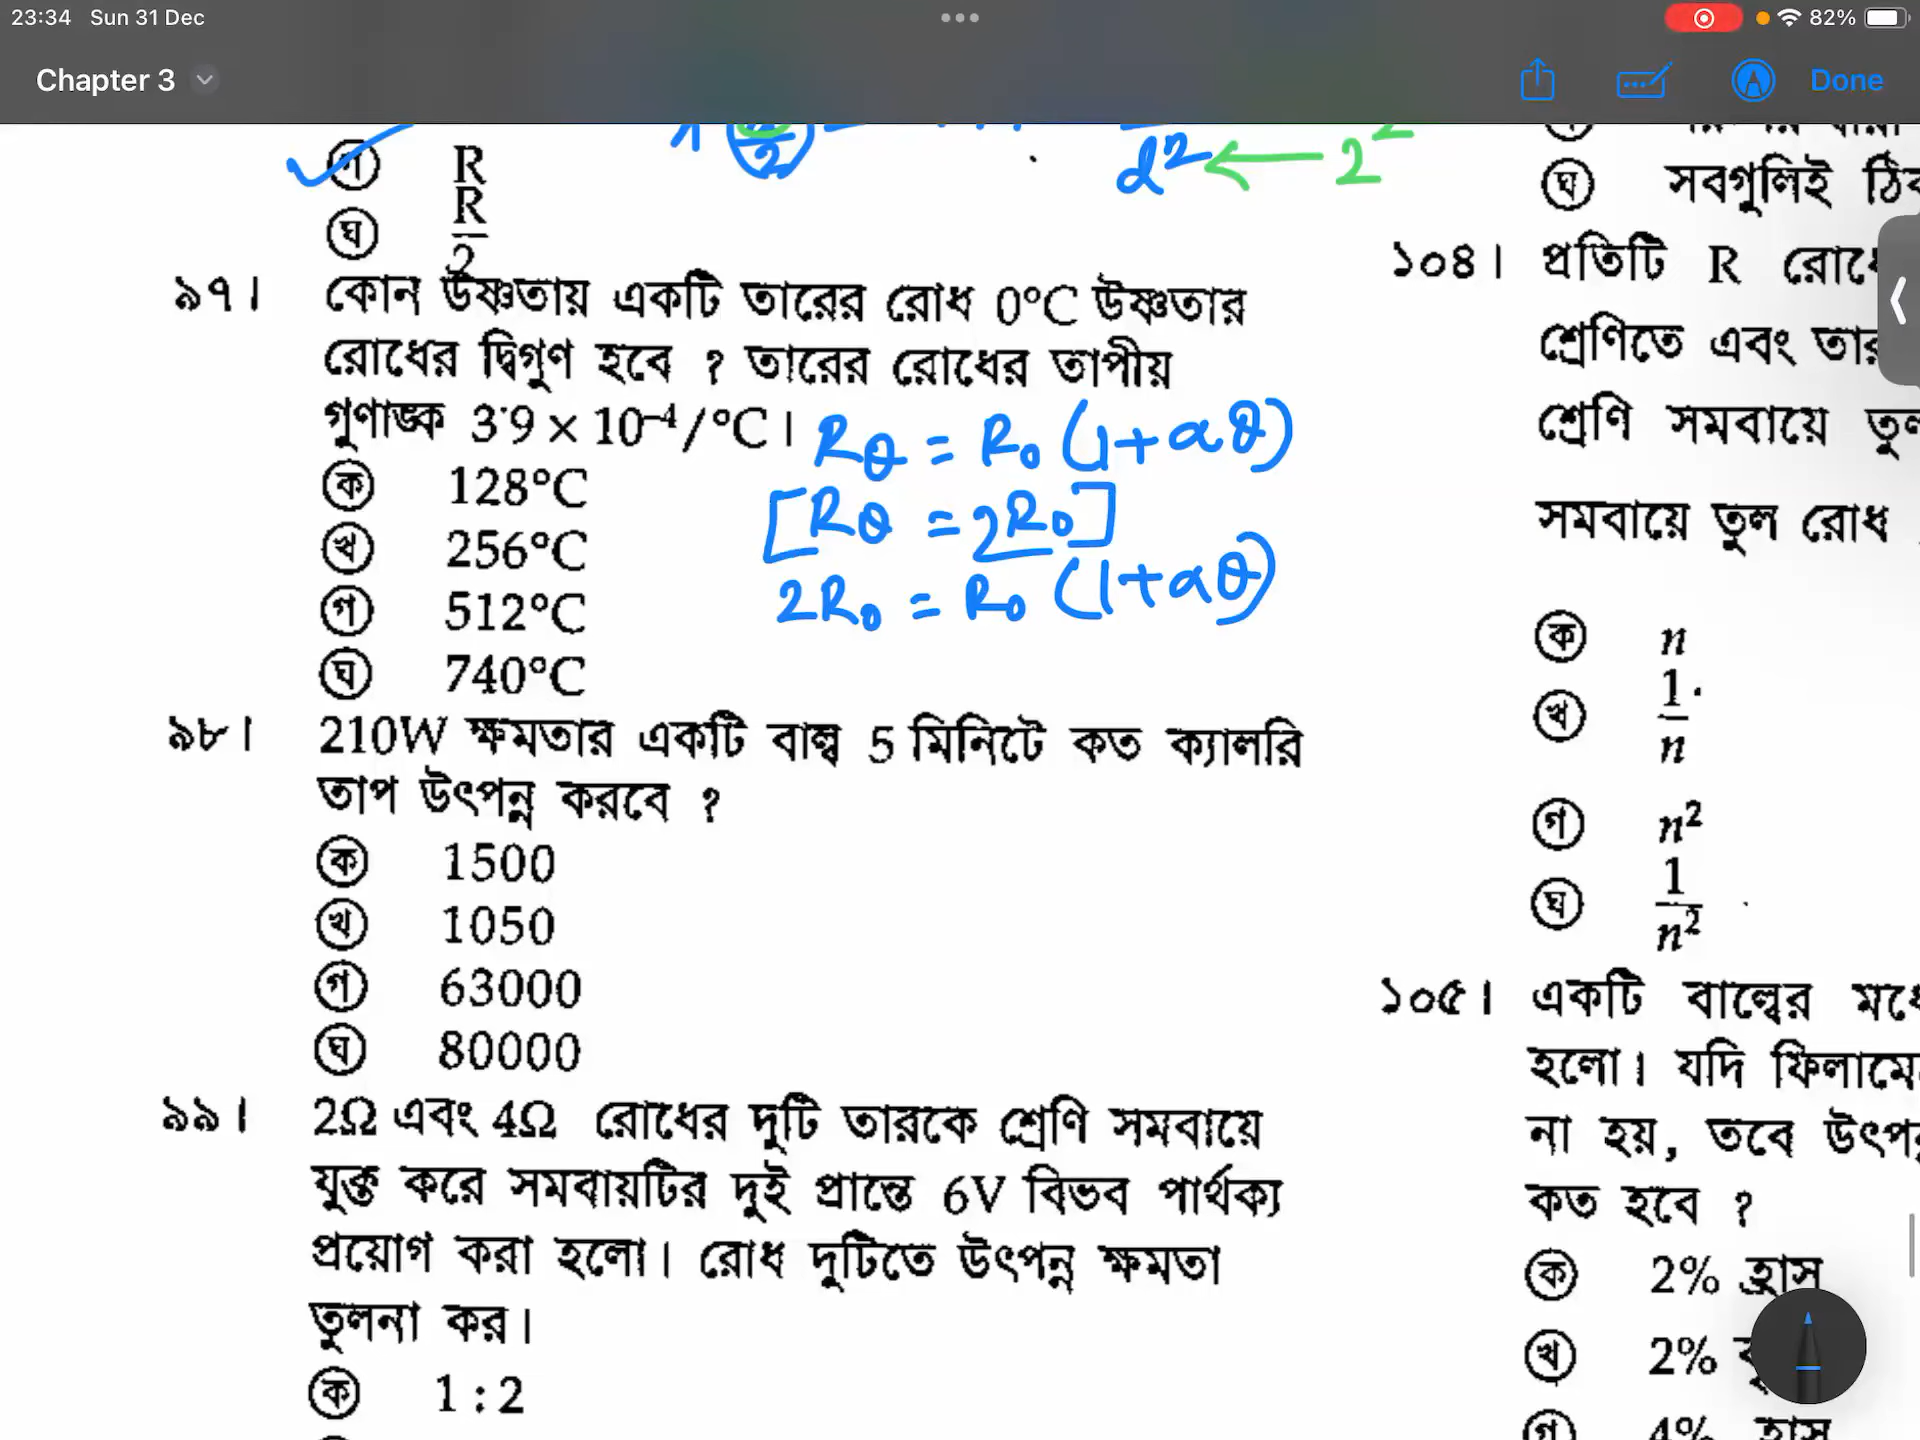 23:34 Sun 31 Dec
82%
Chapter 3
Done
গ R
ঘ R/2
d² ← 2²
৯৭। কোন উষ্ণতায় একটি তারের রোধ 0°C উষ্ণতার
রোধের দ্বিগুণ হবে ? তারের রোধের তাপীয়
গুণাঙ্ক 3·9 × 10⁻⁴/°C।
Rθ = R₀ (1+αθ)
[Rθ = 2R₀]
2R₀ = R₀ (1+αθ)
ক 128°C
খ 256°C
গ 512°C
ঘ 740°C
৯৮। 210W ক্ষমতার একটি বাল্ব 5 মিনিটে কত ক্যালরি
তাপ উৎপন্ন করবে ?
ক 1500
খ 1050
গ 63000
ঘ 80000
৯৯। 2Ω এবং 4Ω রোধের দুটি তারকে শ্রেণি সমবায়ে
যুক্ত করে সমবায়টির দুই প্রান্তে 6V বিভব পার্থক্য
প্রয়োগ করা হলো। রোধ দুটিতে উৎপন্ন ক্ষমতা
তুলনা কর।
ক 1 : 2
ঘ সবগুলিই
১০৪। প্রতিটি R
শ্রেণিতে এবং
শ্রেণি সমবায়ে
সমবায়ে তুল রোধ
ক n
খ 1/n
গ n²
ঘ 1/n²
১০৫। একটি বাল্বের
হলো। যদি
না হয়, তবে
কত হবে ?
ক 2% হ্রাস
খ 2%
গ 4% হ্রাস